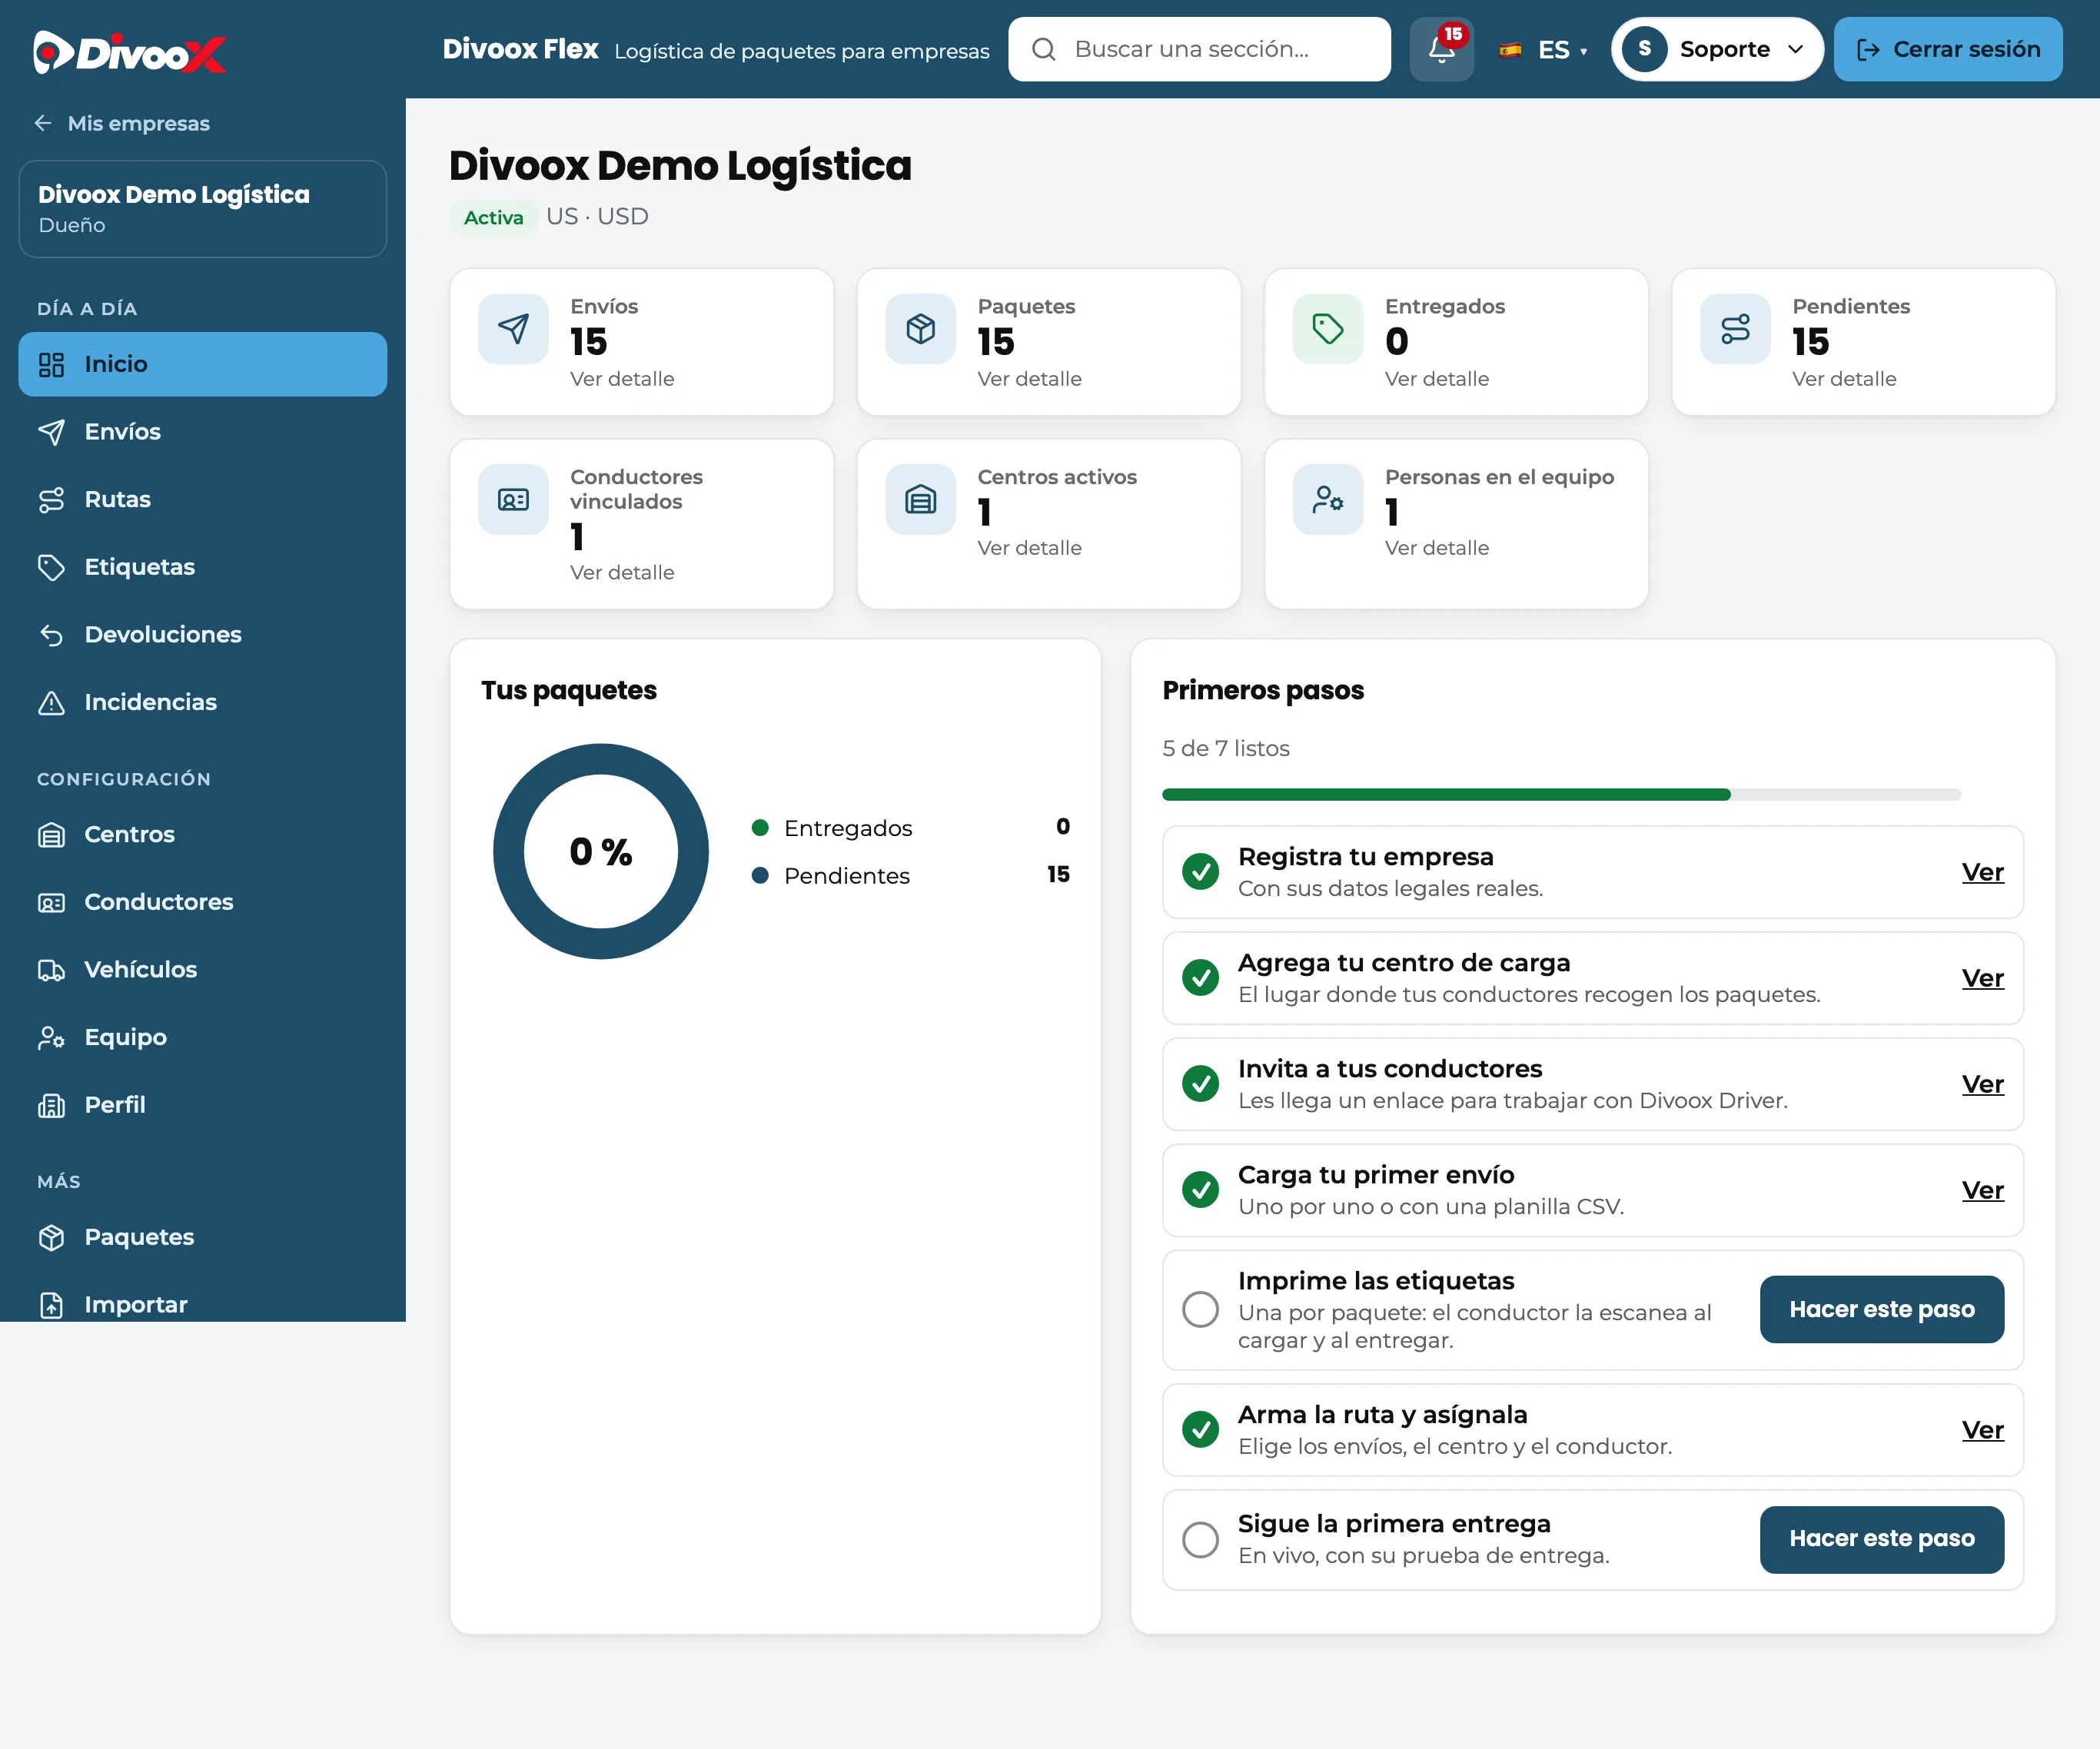 DivooX
Divoox Flex Logística de paquetes para empresas
Buscar una sección...
15
ES
S Soporte
Cerrar sesión
Mis empresas
Divoox Demo Logística
Dueño
DÍA A DÍA
Inicio
Envíos
Rutas
Etiquetas
Devoluciones
Incidencias
CONFIGURACIÓN
Centros
Conductores
Vehículos
Equipo
Perfil
MÁS
Paquetes
Importar
Divoox Demo Logística
Activa US · USD
Envíos
15
Ver detalle
Paquetes
15
Ver detalle
Entregados
0
Ver detalle
Pendientes
15
Ver detalle
Conductores
vinculados
1
Ver detalle
Centros activos
1
Ver detalle
Personas en el equipo
1
Ver detalle
Tus paquetes
0 %
Entregados 0
Pendientes 15
Primeros pasos
5 de 7 listos
Registra tu empresa
Con sus datos legales reales.
Ver
Agrega tu centro de carga
El lugar donde tus conductores recogen los paquetes.
Ver
Invita a tus conductores
Les llega un enlace para trabajar con Divoox Driver.
Ver
Carga tu primer envío
Uno por uno o con una planilla CSV.
Ver
Imprime las etiquetas
Una por paquete: el conductor la escanea al
cargar y al entregar.
Hacer este paso
Arma la ruta y asígnala
Elige los envíos, el centro y el conductor.
Ver
Sigue la primera entrega
En vivo, con su prueba de entrega.
Hacer este paso